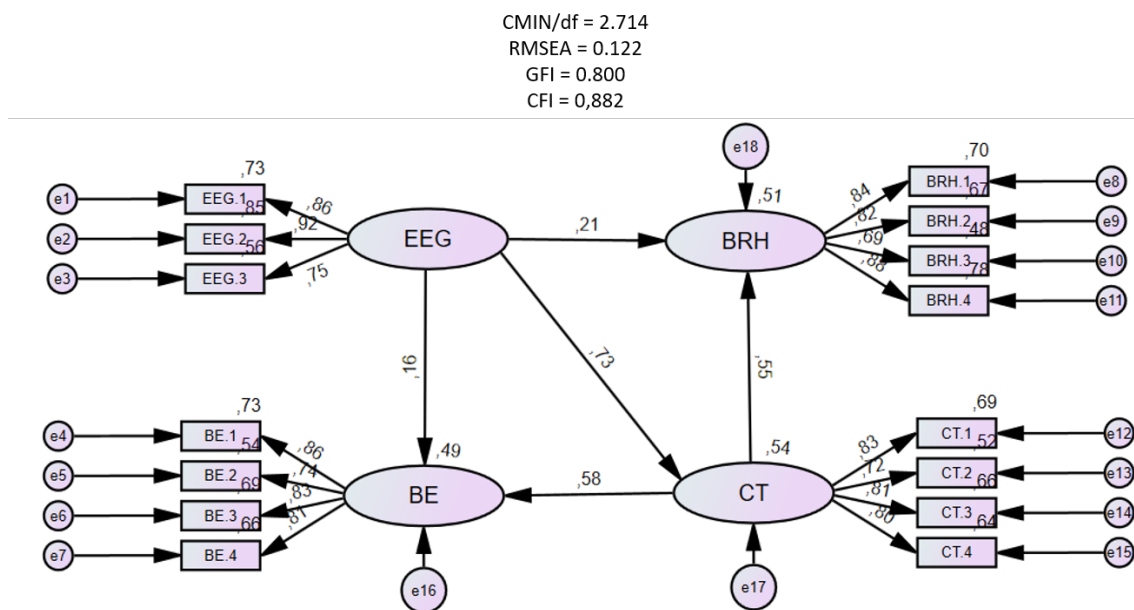 CMIN/df = 2.714
RMSEA = 0.122
GFI = 0.800
CFI = 0,882
e18
,73
,70
e1
EEG.1
,86
,51
,84
BRH.1
e8
,85
,67
e2
EEG.2
,92
EEG
,21
BRH
,82
BRH.2
e9
,56
,48
e3
EEG.3
,75
,69
BRH.3
e10
,78
,88
BRH.4
e11
,16
,73
,55
,73
,69
e4
BE.1
,86
,49
,54
,83
CT.1
e12
,54
,52
e5
BE.2
,74
BE
,58
CT
,72
CT.2
e13
,69
,66
e6
BE.3
,83
,81
CT.3
e14
,66
,64
e7
BE.4
,81
,80
CT.4
e15
e16
e17